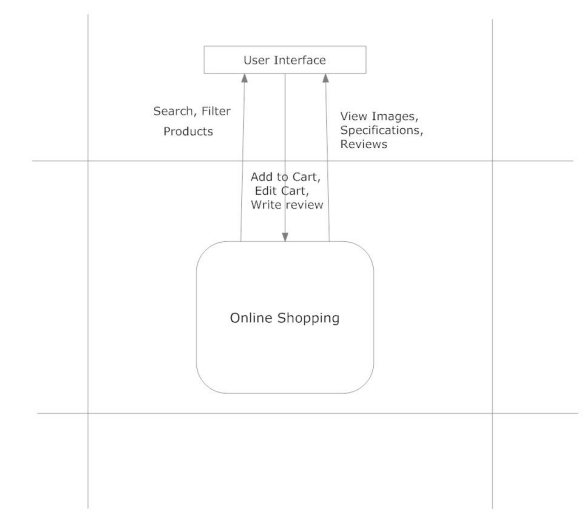 User Interface
Search, Filter
Products
View Images,
Specifications,
Reviews
Add to Cart,
Edit Cart,
Write review
Online Shopping